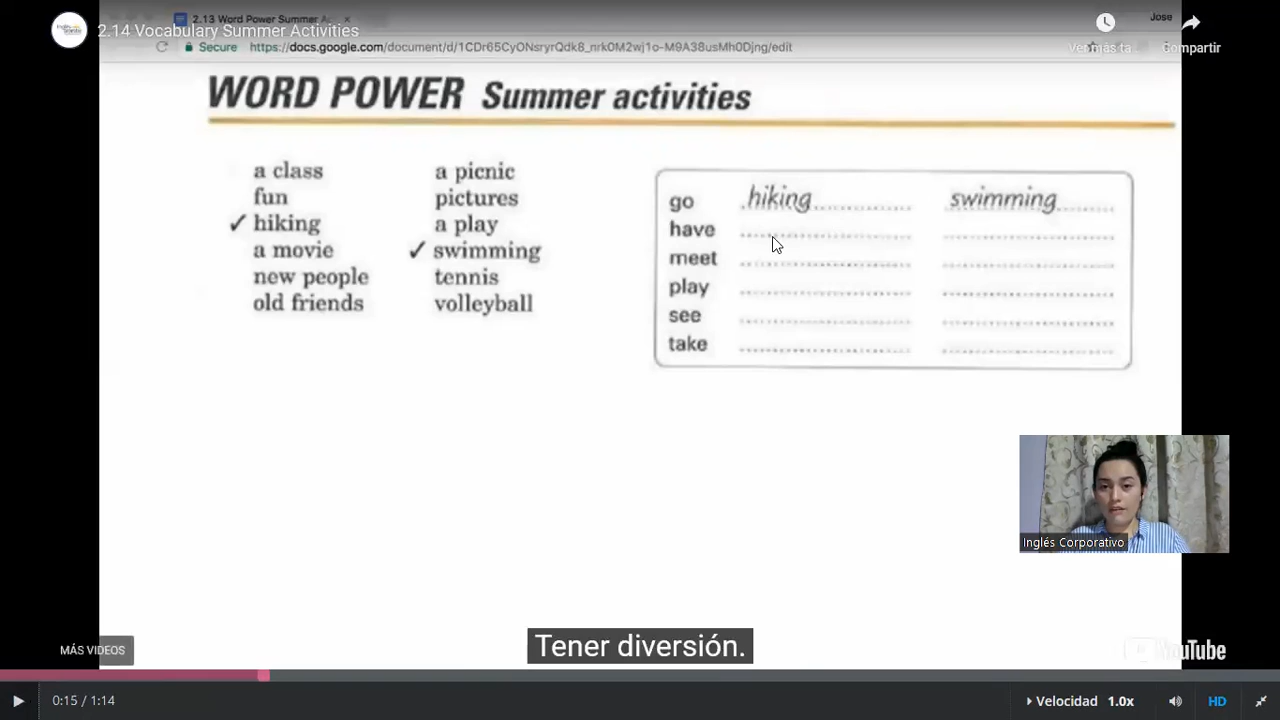 2.13 Word Power Summer A
Jose
2.14 Vocabulary Summer Activities
Secure https://docs.google.com/document/d/1CDr65CyONsryrQdk8_nrk0M2wj1o-M9A38usMh0Djng/edit
Ver más ta
Compartir
WORD POWER Summer activities
a class
fun
✓ hiking
a movie
new people
old friends
a picnic
pictures
a play
✓ swimming
tennis
volleyball
go hiking swimming
have
meet
play
see
take
Inglés Corporativo
Tener diversión.
MÁS VIDEOS
YouTube
0:15 / 1:14
Velocidad 1.0x
HD